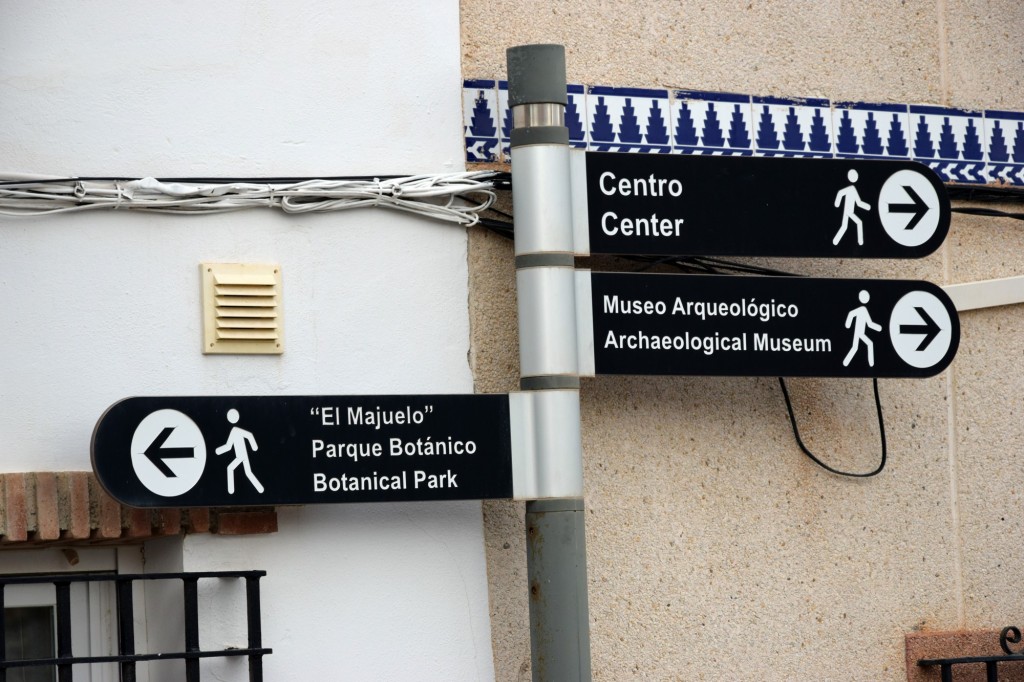 Centro
Center
Museo Arqueológico
Archaeological Museum
“El Majuelo”
Parque Botánico
Botanical Park